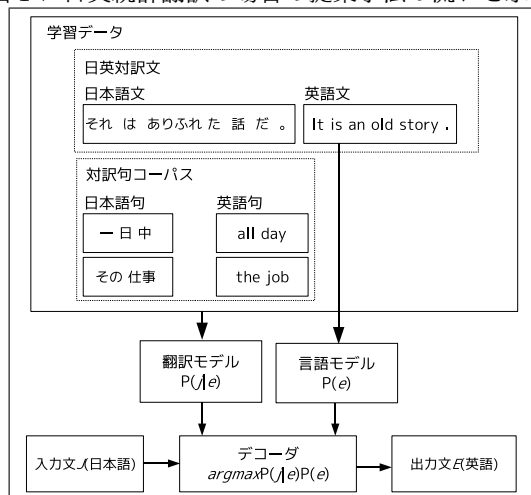 学習データ
日英対訳文
日本語文 英語文
それ は ありふれ た 話 だ 。 It is an old story .
対訳句コーパス
日本語句 英語句
一 日 中 all day
その 仕事 the job
翻訳モデル 言語モデル
P(j|e) P(e)
入力文J(日本語) デコーダ 出力文E(英語)
argmaxP(j|e)P(e)